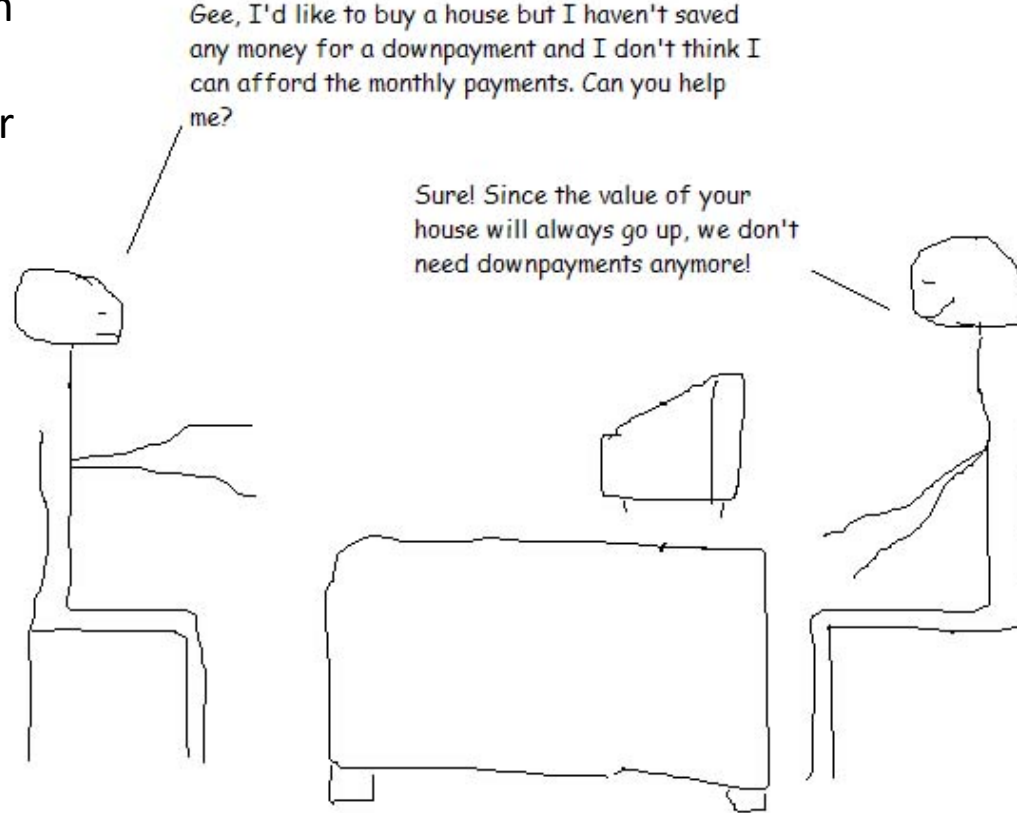 n
Gee, I'd like to buy a house but I haven't saved
any money for a downpayment and I don't think I
can afford the monthly payments. Can you help
me?
r
Sure! Since the value of your
house will always go up, we don't
need downpayments anymore!